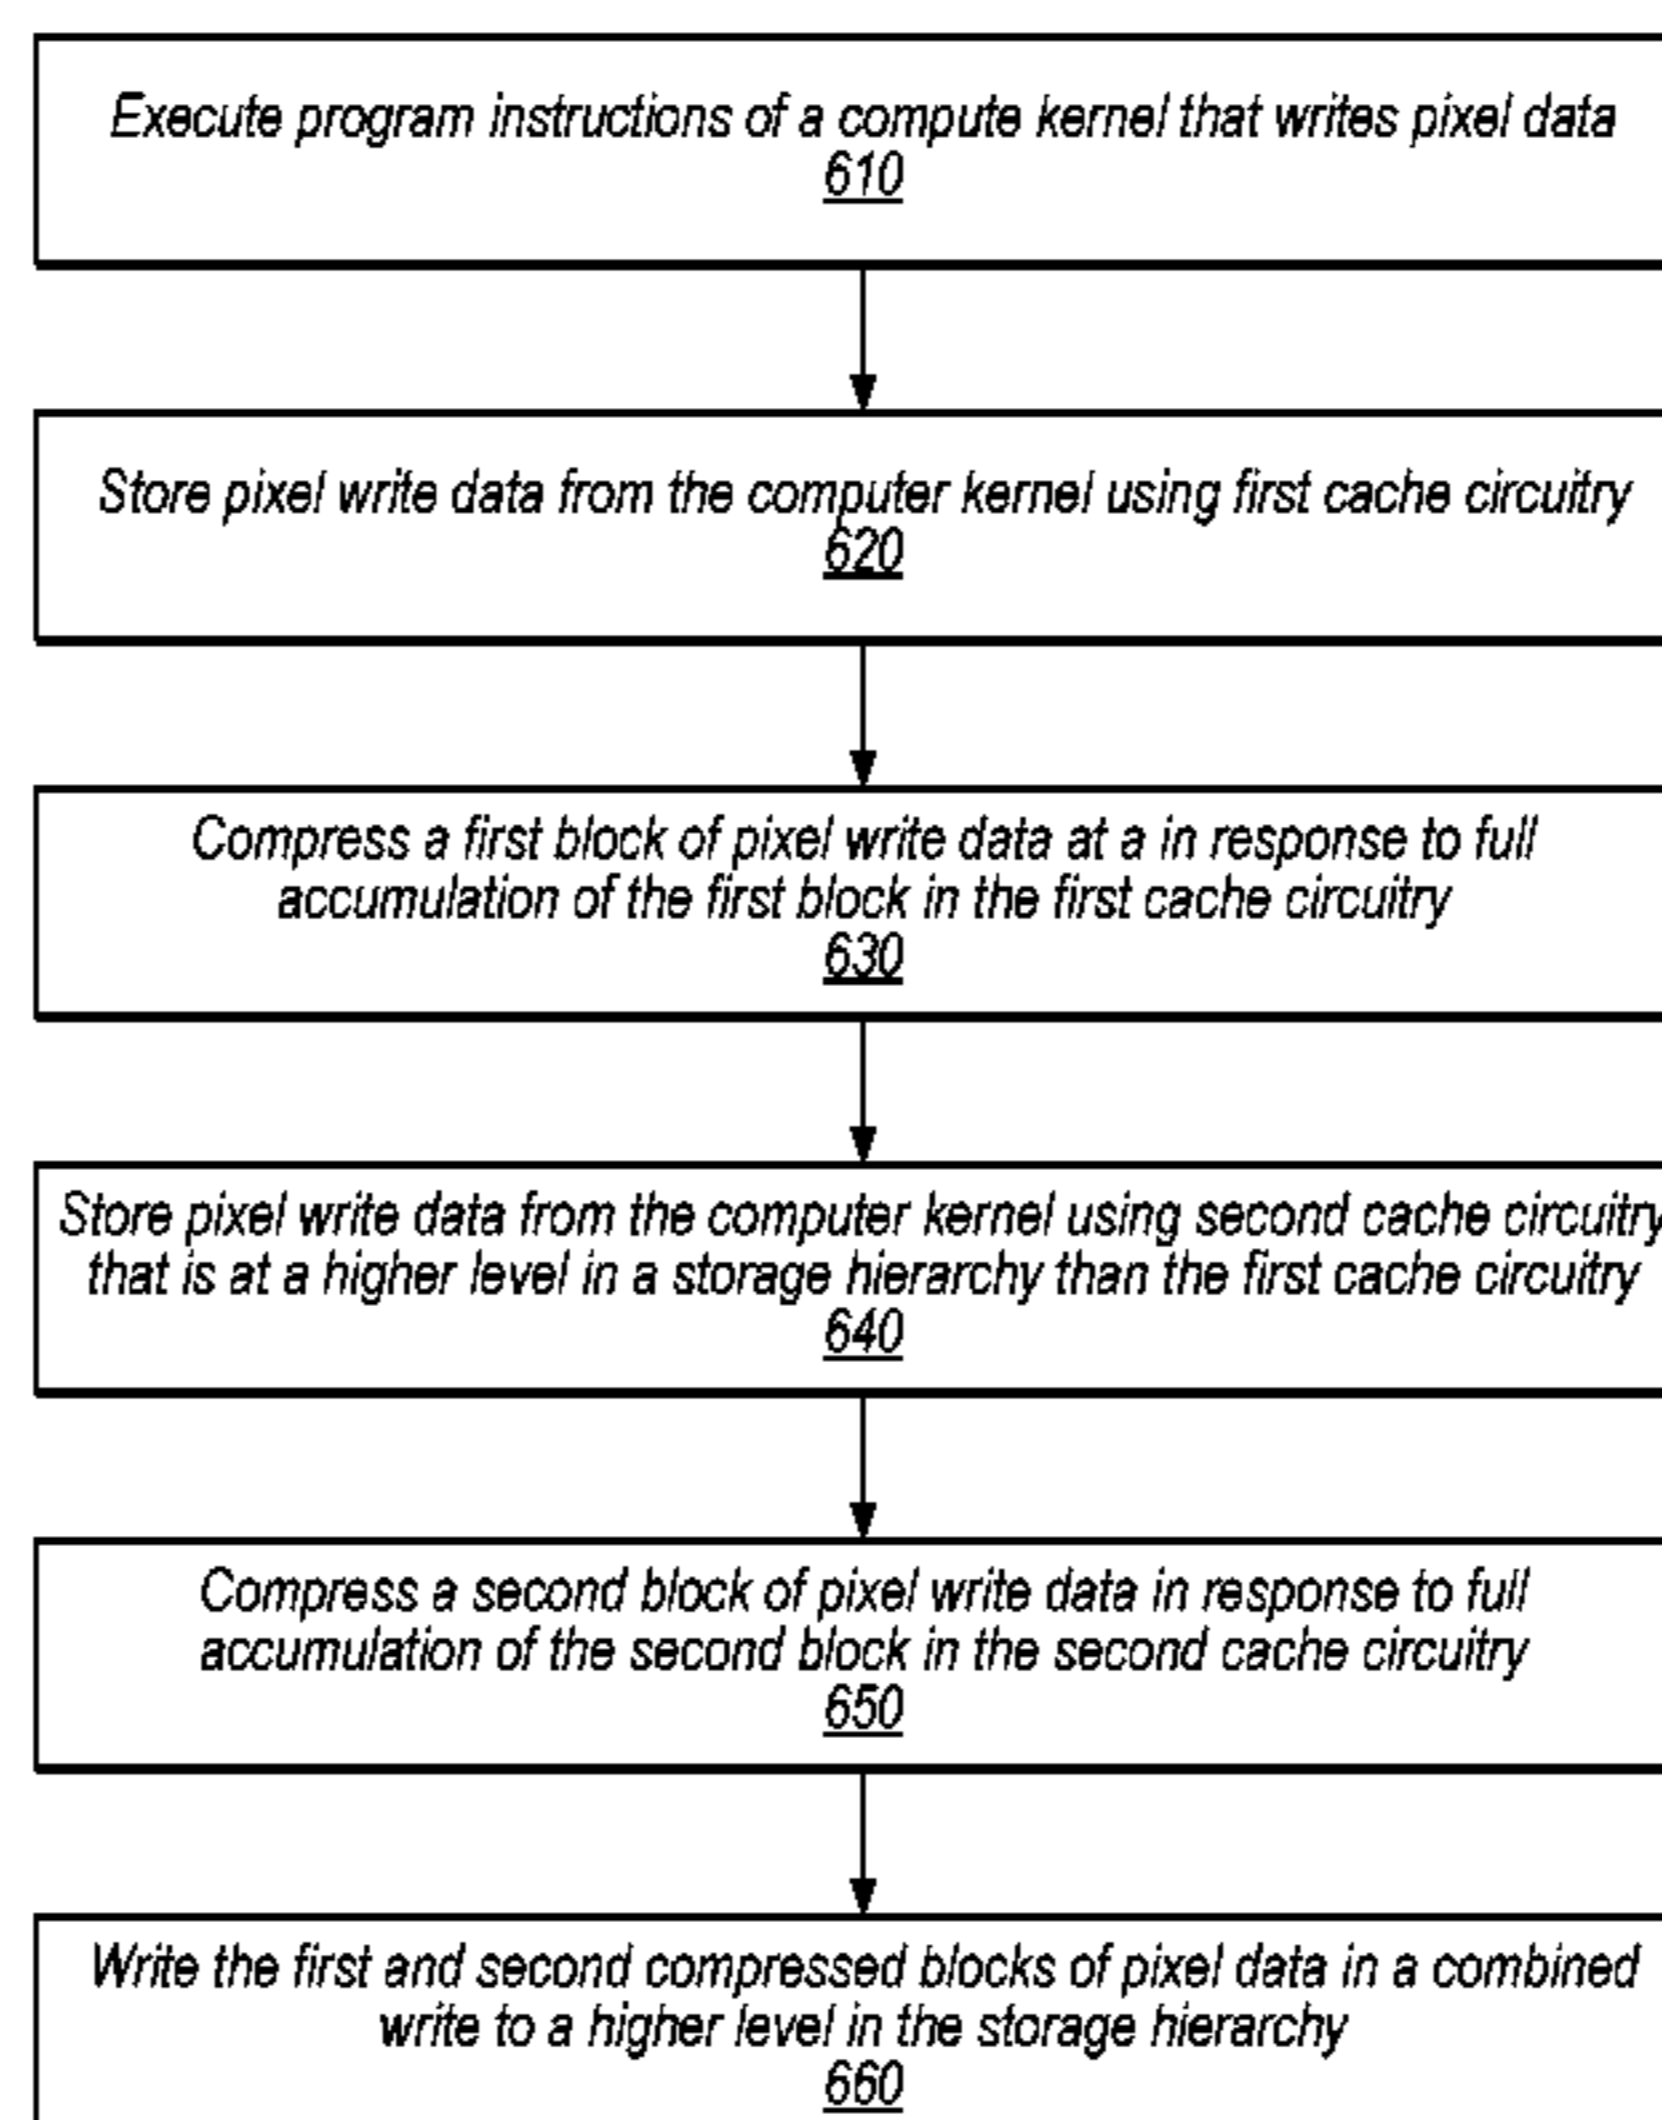 Execute program instructions of a compute kernel that writes pixel data
610
Store pixel write data from the computer kernel using first cache circuitry
620
Compress a first block of pixel write data at a in response to full
accumulation of the first block in the first cache circuitry
630
Store pixel write data from the computer kernel using second cache circuitry
that is at a higher level in a storage hierarchy than the first cache circuitry
640
Compress a second block of pixel write data in response to full
accumulation of the second block in the second cache circuitry
650
Write the first and second compressed blocks of pixel data in a combined
write to a higher level in the storage hierarchy
660